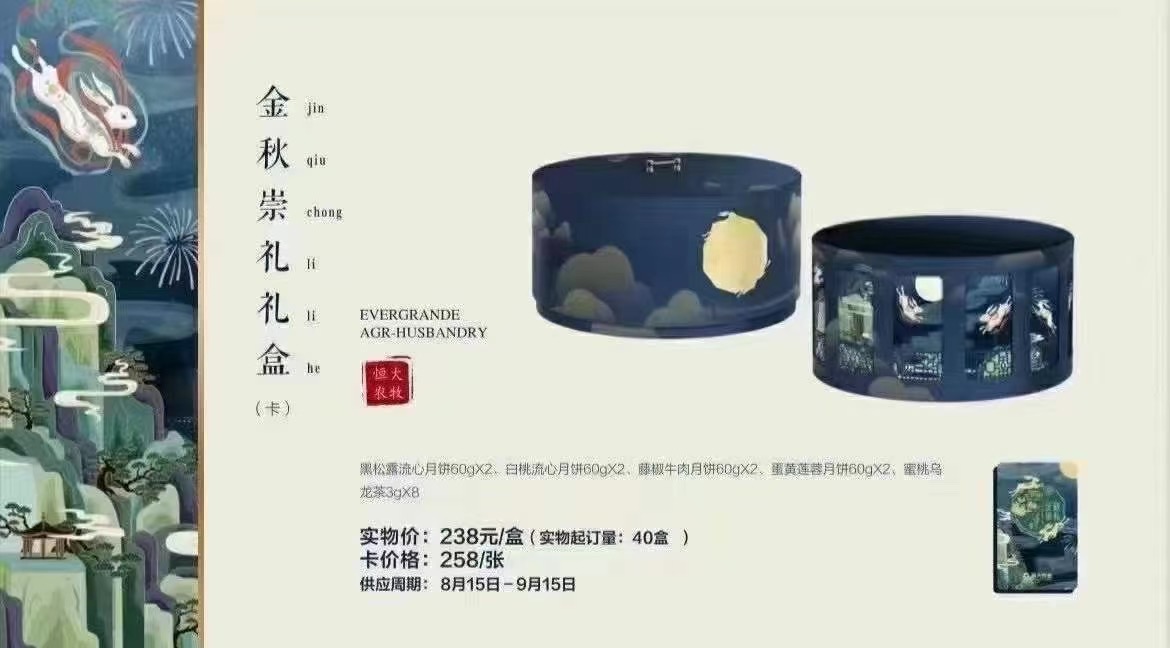 金 jin
秋 qiu
崇 chong
礼 li
礼 li
盒 he
（卡）
EVERGRANDE
AGR-HUSBANDRY
恒大
农牧
黑松露流心月饼60gX2、白桃流心月饼60gX2、藤椒牛肉月饼60gX2、蛋黄莲蓉月饼60gX2、蜜桃乌
龙茶3gX8
实物价：238元/盒（实物起订量：40盒 ）
卡价格：258/张
供应周期：8月15日－9月15日